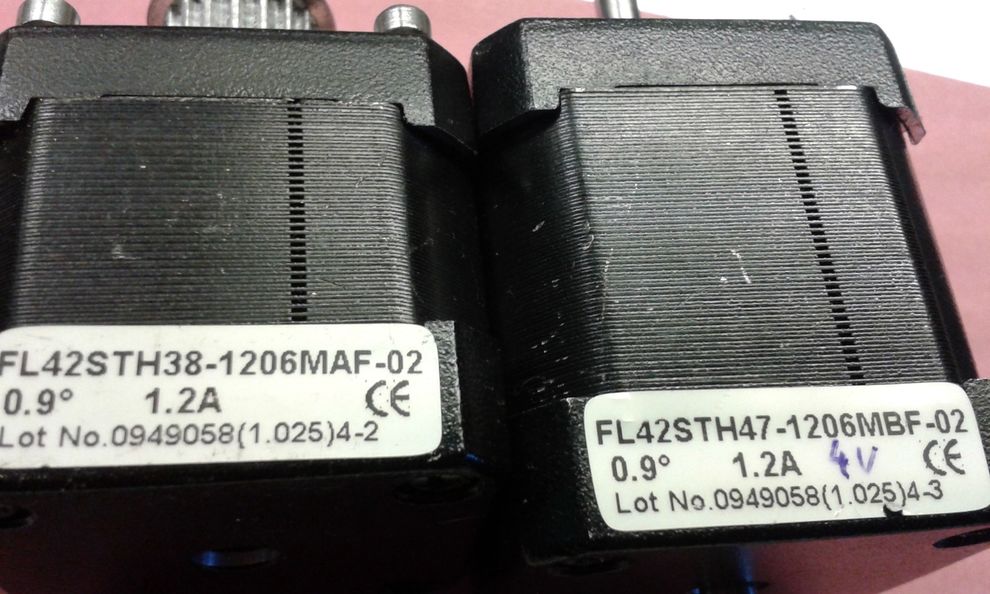 FL42STH38-1206MAF-02
0.9° 1.2A CE
Lot No.0949058(1.025)4-2
FL42STH47-1206MBF-02
0.9° 1.2A 4V CE
Lot No.0949058(1.025)4-3